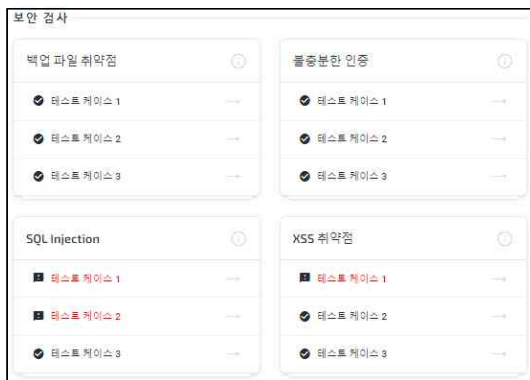 보안 검사
백업 파일 취약점
테스트 케이스 1
테스트 케이스 2
테스트 케이스 3
불충분한 인증
테스트 케이스 1
테스트 케이스 2
테스트 케이스 3
SQL Injection
테스트 케이스 1
테스트 케이스 2
테스트 케이스 3
XSS 취약점
테스트 케이스 1
테스트 케이스 2
테스트 케이스 3